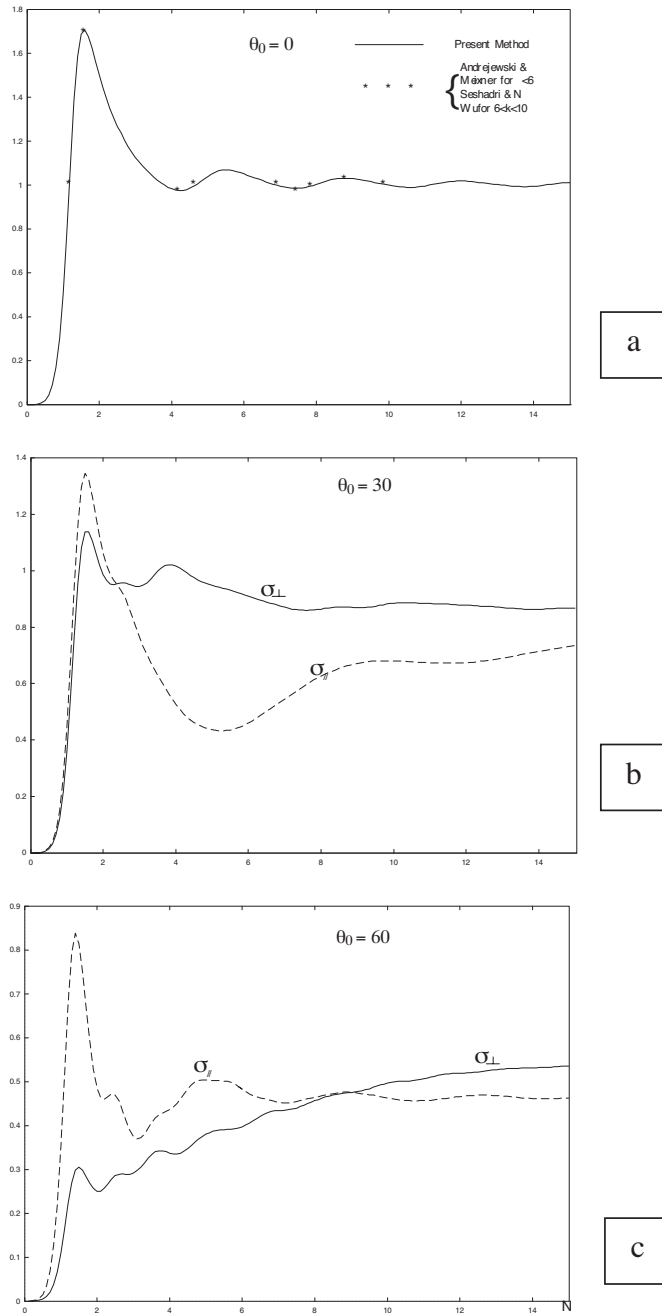 1.8
θ₀ = 0
Present Method
1.6
Andrejewski &
Meixner for <6
Seshadri & N
Wufor 6<k<10
* * * {
1.4
1.2
1
0.8
0.6
0.4
0.2
0
0 2 4 6 8 10 12 14
a
1.4
θ₀ = 30
1.2
1
σ⊥
0.8
σ∥
0.6
0.4
0.2
0
0 2 4 6 8 10 12 14
b
0.9
θ₀ = 60
0.8
0.7
0.6
σ∥ σ⊥
0.5
0.4
0.3
0.2
0.1
0
0 2 4 6 8 10 12 14 N
c